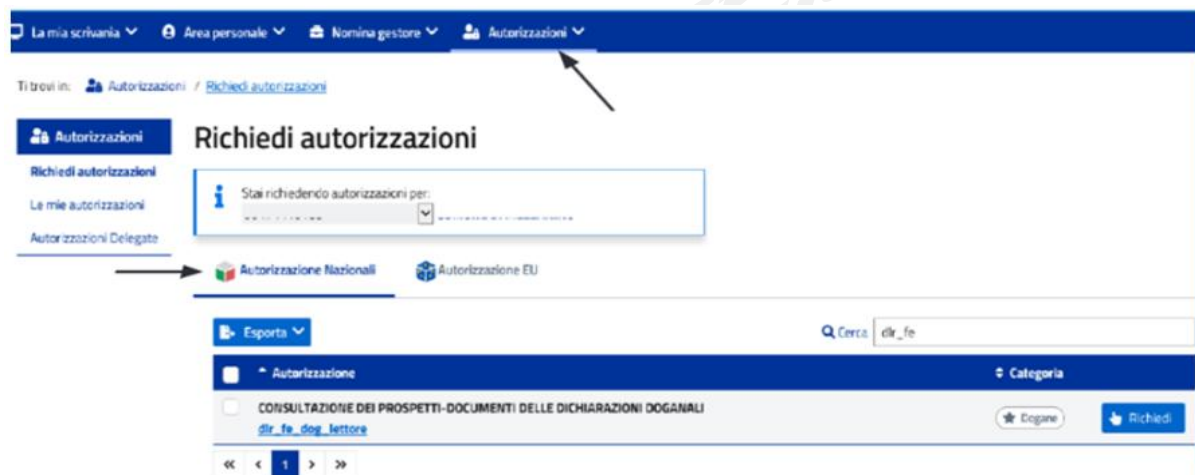 La mia scrivania Area personale Nomina gestore Autorizzazioni
Ti trovi in: Autorizzazioni / Richiedi autorizzazioni
Autorizzazioni
Richiedi autorizzazioni
Richiedi autorizzazioni
Le mie autorizzazioni
Autorizzazioni Delegate
Stai richiedendo autorizzazioni per:
Autorizzazione Nazionali Autorizzazione EU
Esporta Cerca dlr_fe
Autorizzazione Categoria
CONSULTAZIONE DEI PROSPETTI-DOCUMENTI DELLE DICHIARAZIONI DOGANALI
dlr_fe_dog_lettore Dogane Richiedi
« < 1 > »